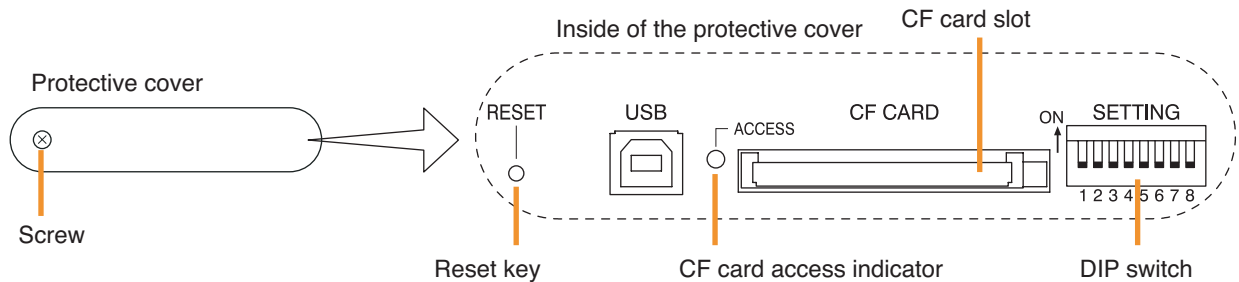 CF card slot
Inside of the protective cover
Protective cover
RESET
USB
ACCESS
CF CARD
ON
SETTING
1 2 3 4 5 6 7 8
Screw
Reset key
CF card access indicator
DIP switch